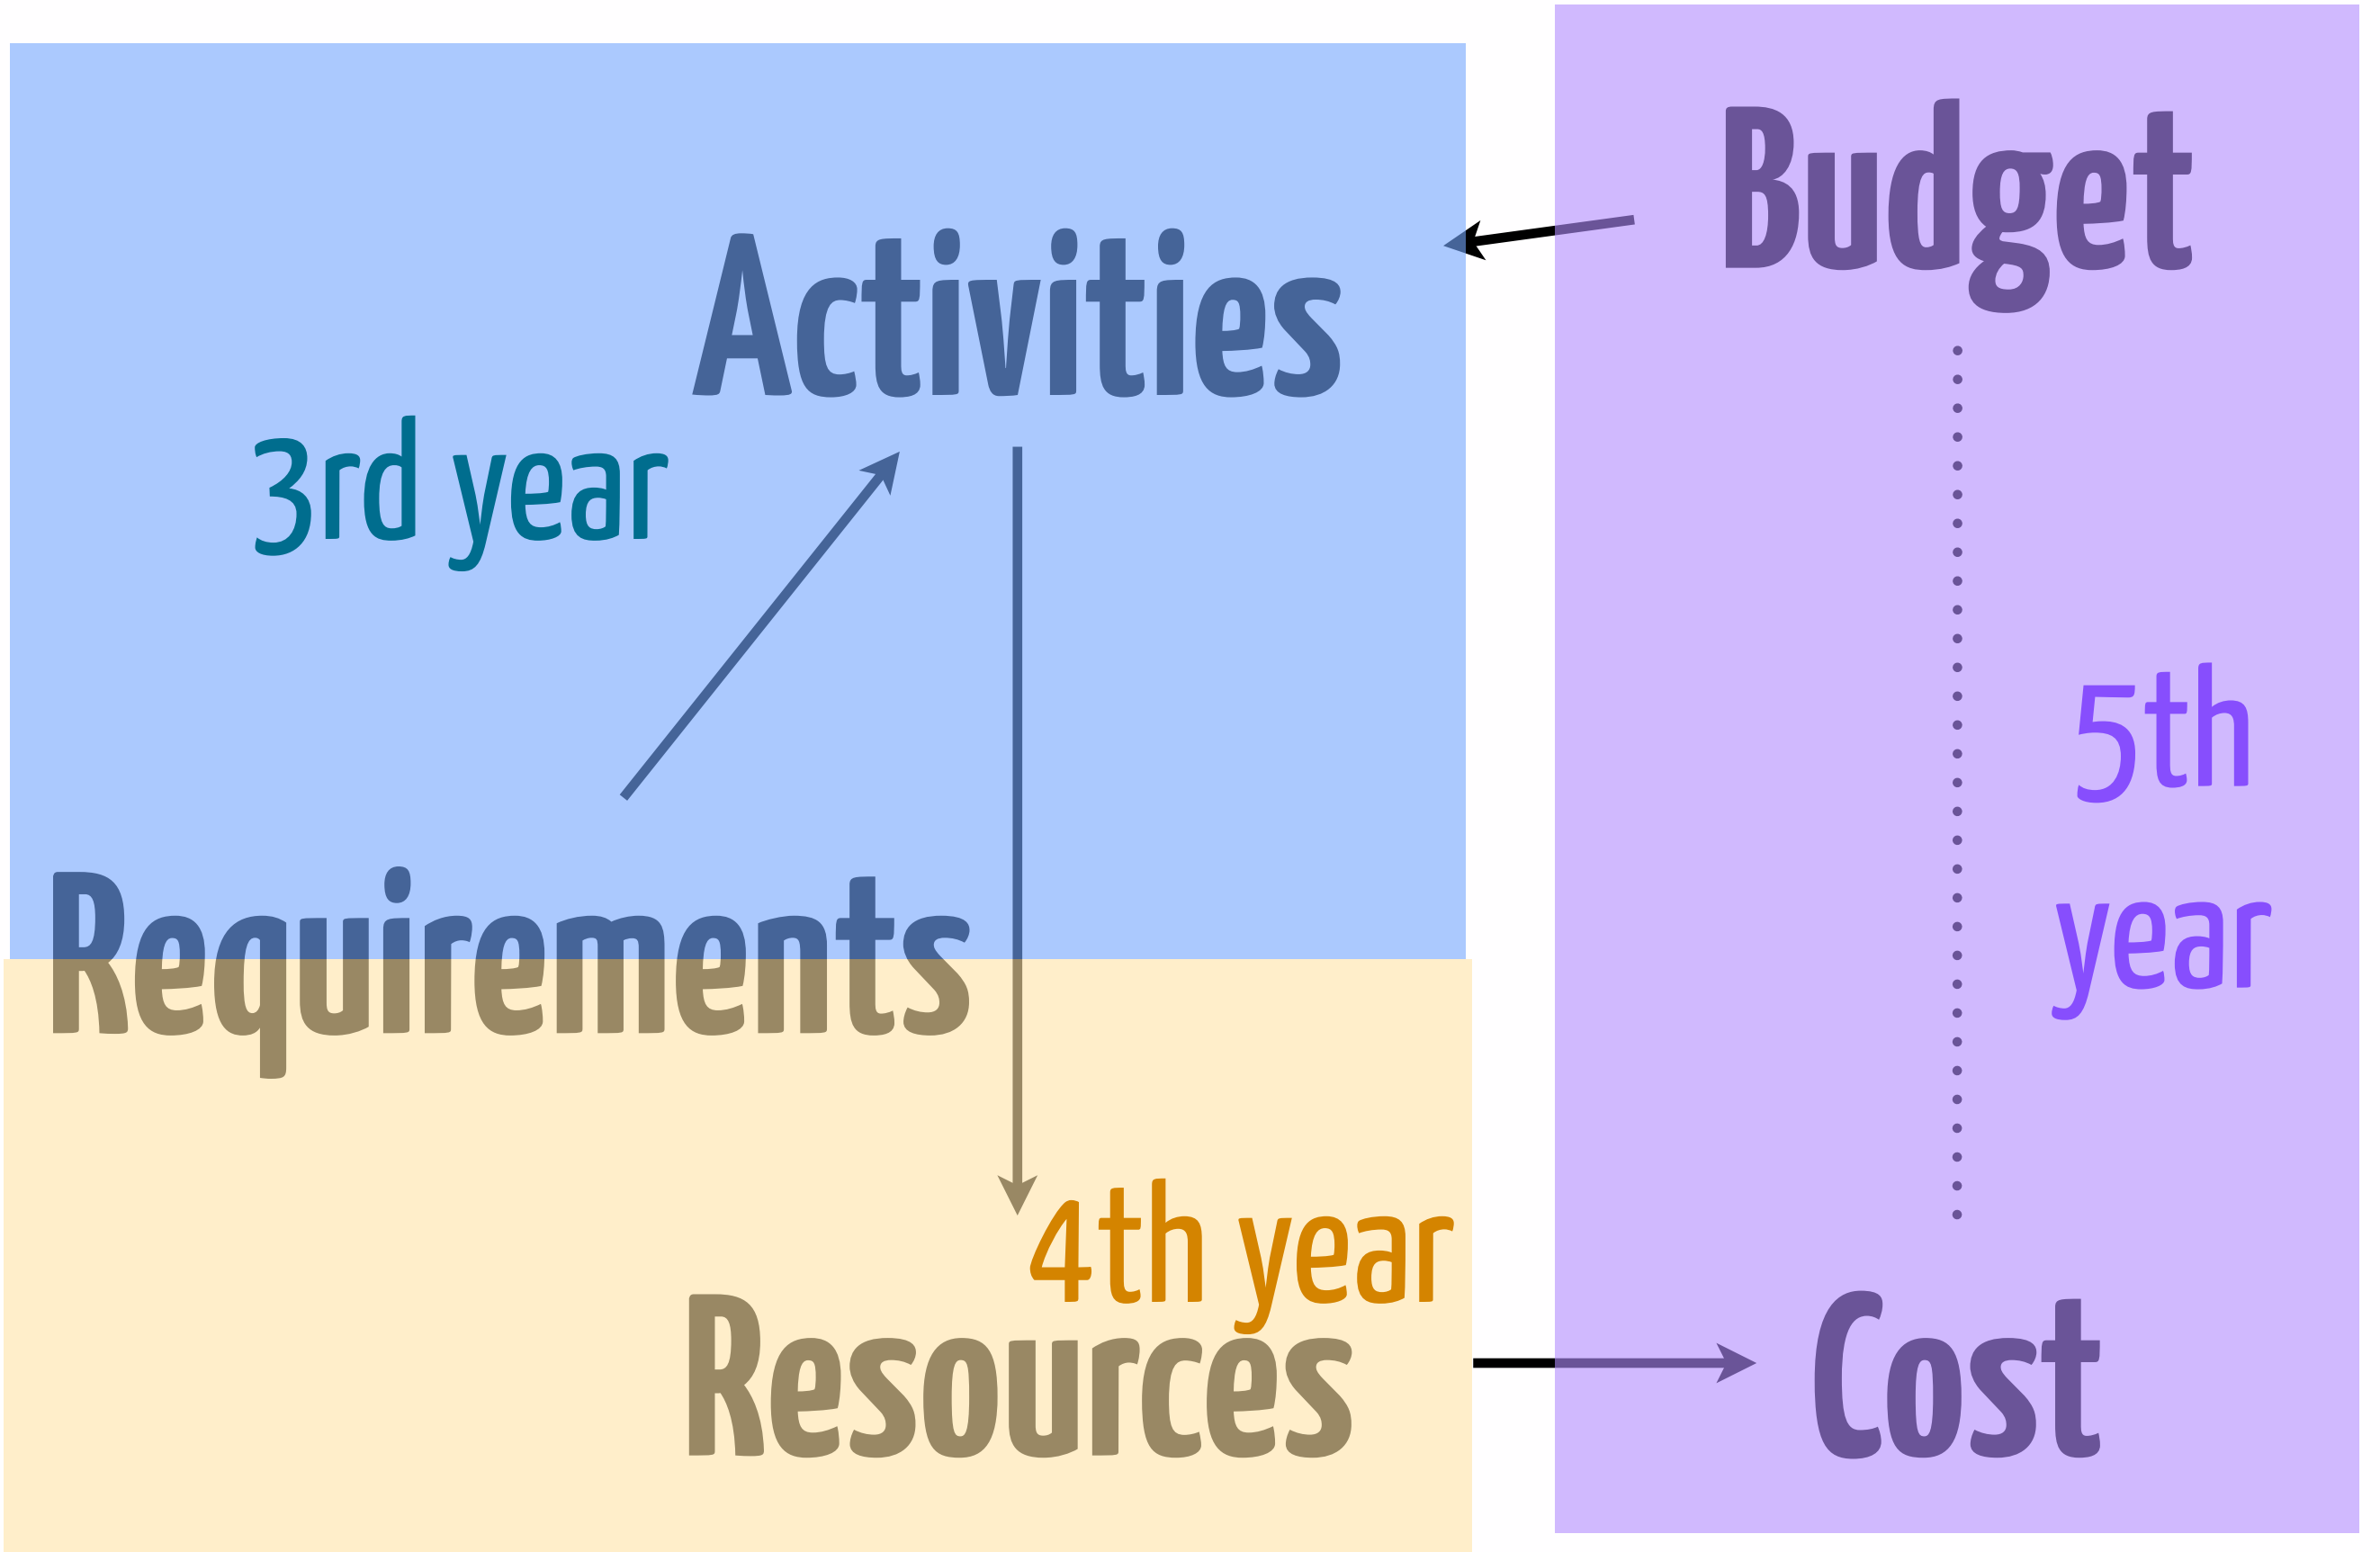 Budget
Activities
3rd year
5th
year
Requirements
4th year
Resources
Cost